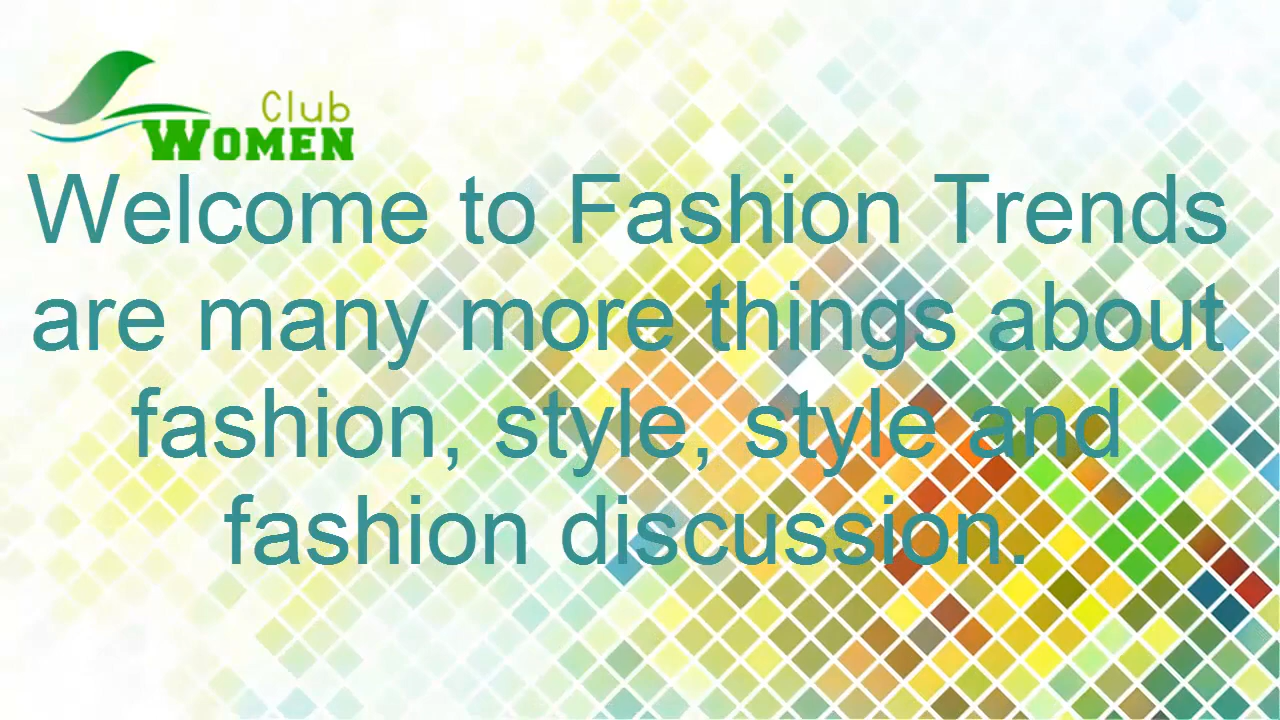 Club
WOMEN
Welcome to Fashion Trends
are many more things about
fashion, style, style and
fashion discussion.